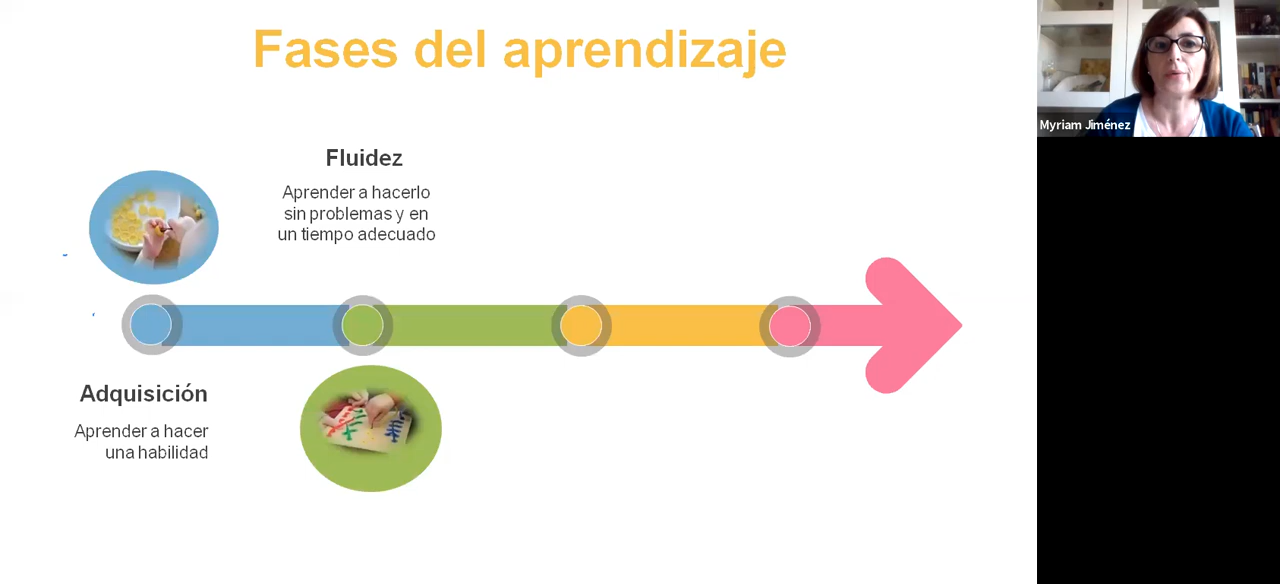 Fases del aprendizaje
Fluidez
Aprender a hacerlo
sin problemas y en
un tiempo adecuado
Adquisición
Aprender a hacer
una habilidad
Myriam Jiménez